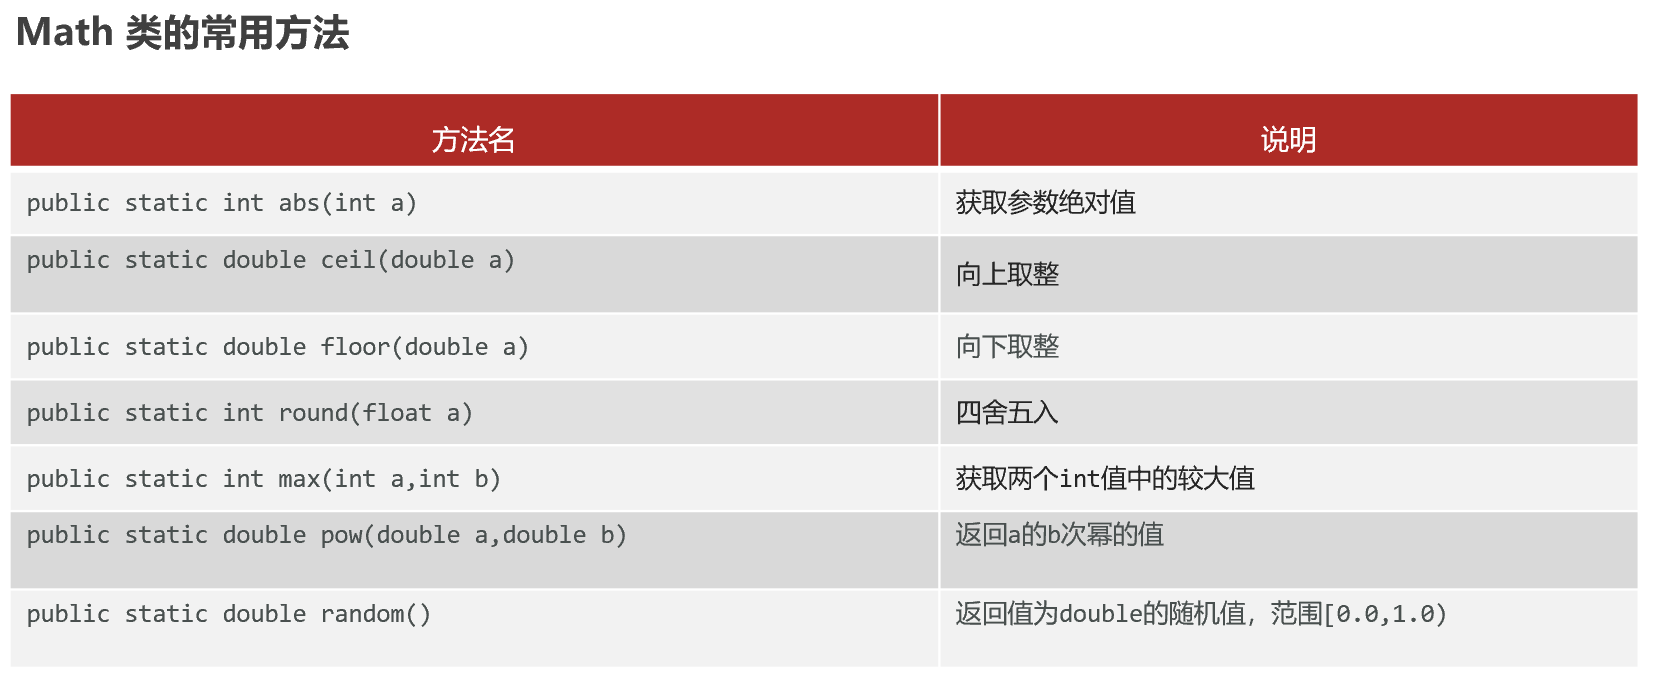 Math 类的常用方法
方法名 说明
public static int abs(int a) 获取参数绝对值
public static double ceil(double a) 向上取整
public static double floor(double a) 向下取整
public static int round(float a) 四舍五入
public static int max(int a,int b) 获取两个int值中的较大值
public static double pow(double a,double b) 返回a的b次幂的值
public static double random() 返回值为double的随机值，范围[0.0,1.0)